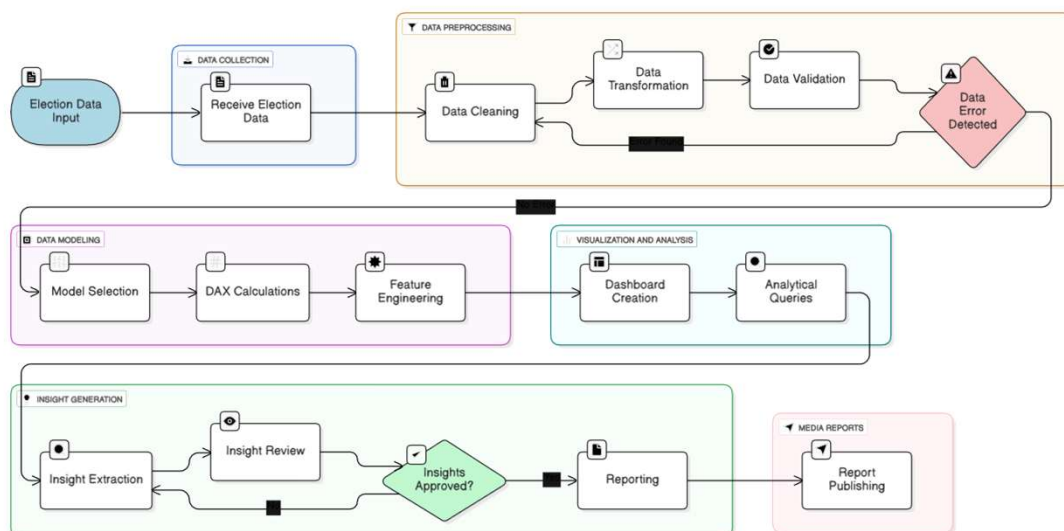 DATA PREPROCESSING
DATA COLLECTION
Election Data
Input
Receive Election
Data
Data Cleaning
Data
Transformation
Data Validation
Data
Error
Detected
DATA MODELING
VISUALIZATION AND ANALYSIS
Model Selection
DAX Calculations
Feature
Engineering
Dashboard
Creation
Analytical
Queries
INSIGHT GENERATION
MEDIA REPORTS
Insight Extraction
Insight Review
Insights
Approved?
Reporting
Report
Publishing